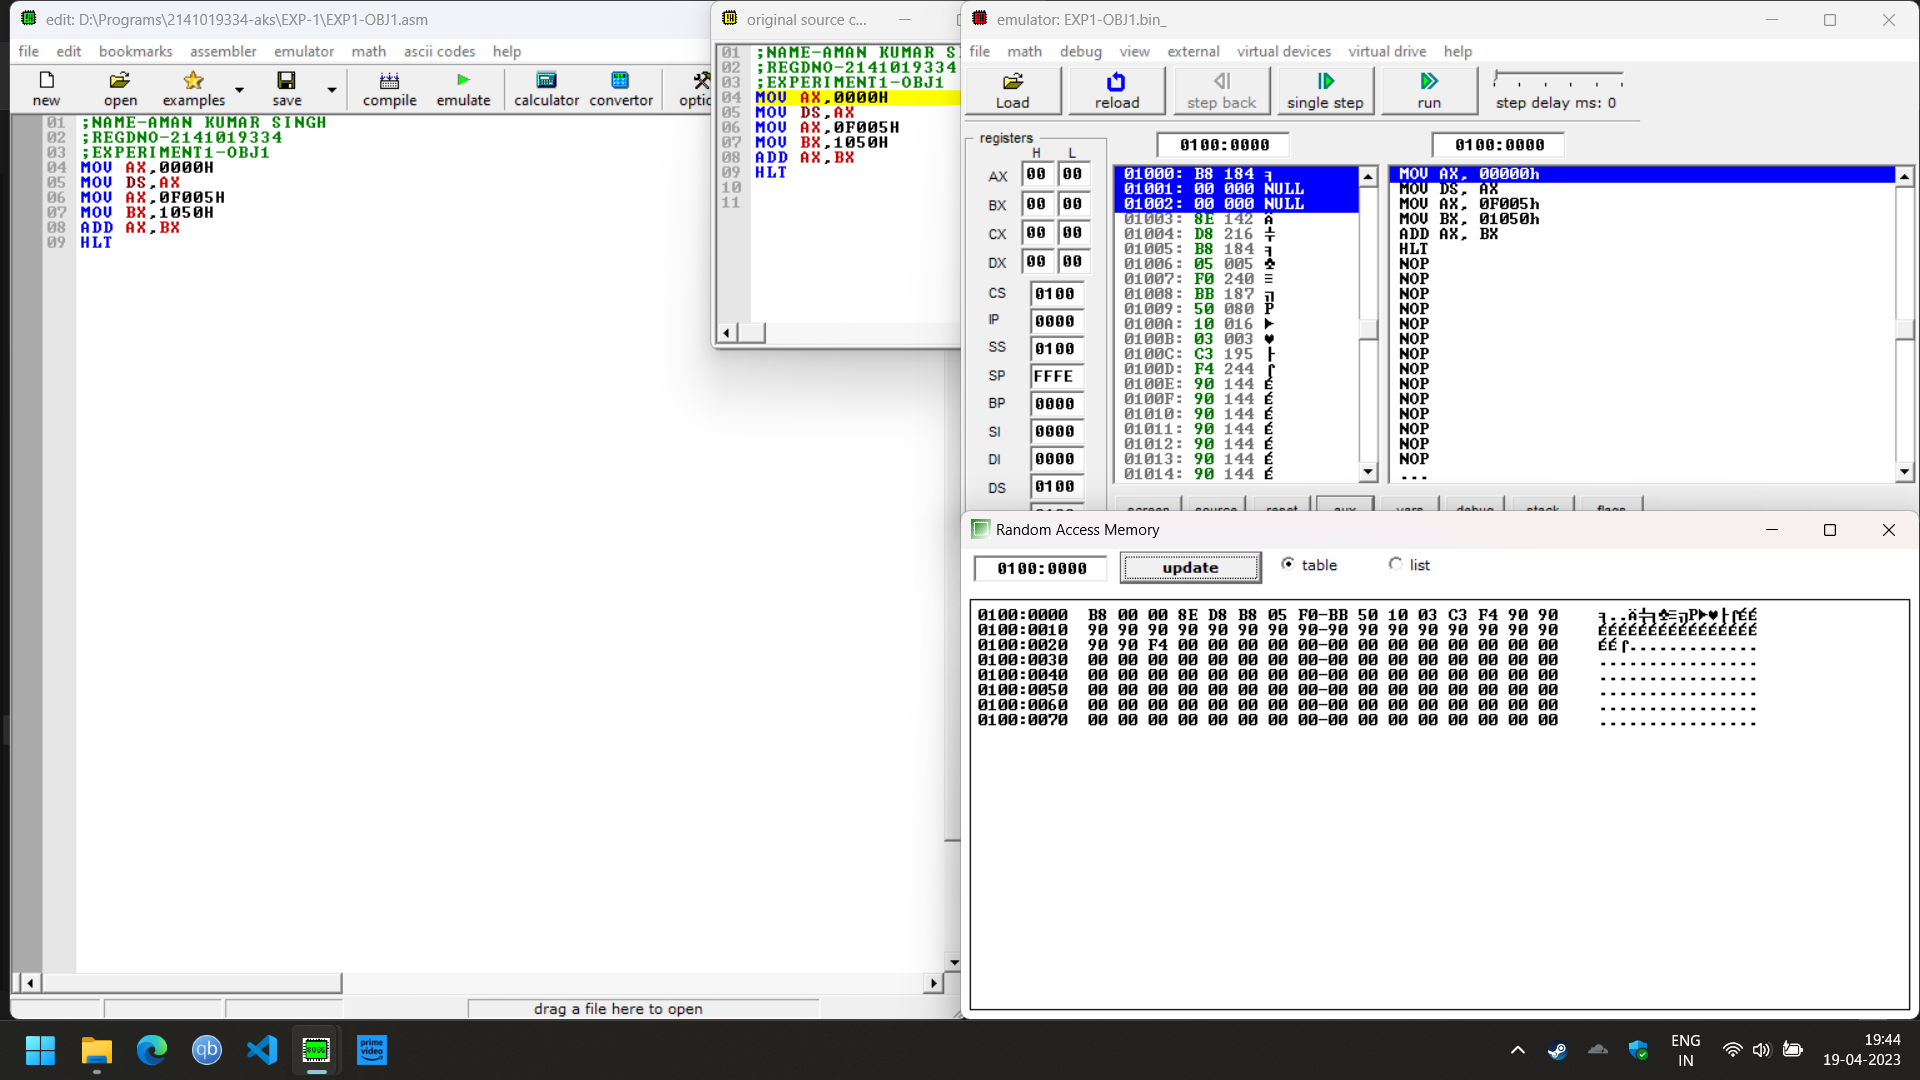 edit: D:\Programs\2141019334-aks\EXP-1\EXP1-OBJ1.asm
file edit bookmarks assembler emulator math ascii codes help
new open examples save compile emulate calculator convertor optic
01 ;NAME-AMAN KUMAR SINGH
02 ;REGDNO-2141019334
03 ;EXPERIMENT1-OBJ1
04 MOV AX,0000H
05 MOV DS,AX
06 MOV AX,0F005H
07 MOV BX,1050H
08 ADD AX,BX
09 HLT
drag a file here to open
original source c...
01 ;NAME-AMAN KUMAR SI
02 ;REGDNO-2141019334
03 ;EXPERIMENT1-OBJ1
04 MOV AX,0000H
05 MOV DS,AX
06 MOV AX,0F005H
07 MOV BX,1050H
08 ADD AX,BX
09 HLT
10
11
emulator: EXP1-OBJ1.bin_
file math debug view external virtual devices virtual drive help
Load reload step back single step run step delay ms: 0
registers
H L
AX 00 00
BX 00 00
CX 00 00
DX 00 00
CS 0100
IP 0000
SS 0100
SP FFFE
BP 0000
SI 0000
DI 0000
DS 0100
0100:0000
01000: B8 184 ╕
01001: 00 000 NULL
01002: 00 000 NULL
01003: 8E 142 Ä
01004: D8 216 ╪
01005: B8 184 ╕
01006: 05 005 ♣
01007: F0 240 ≡
01008: BB 187 ╗
01009: 50 080 P
0100A: 10 016 ►
0100B: 03 003 ♥
0100C: C3 195 ├
0100D: F4 244 ⌠
0100E: 90 144 É
0100F: 90 144 É
01010: 90 144 É
01011: 90 144 É
01012: 90 144 É
01013: 90 144 É
01014: 90 144 É
0100:0000
MOV AX, 00000h
MOV DS, AX
MOV AX, 0F005h
MOV BX, 01050h
ADD AX, BX
HLT
NOP
NOP
NOP
NOP
NOP
NOP
NOP
NOP
NOP
NOP
NOP
NOP
NOP
NOP
...
screen source reset aux vars debug stack flags
Random Access Memory
0100:0000 update table list
0100:0000 B8 00 00 8E D8 B8 05 F0-BB 50 10 03 C3 F4 90 90 ╕..Ä╪╕♣≡╗P►♥├⌠ÉÉ
0100:0010 90 90 90 90 90 90 90 90-90 90 90 90 90 90 90 90 ÉÉÉÉÉÉÉÉÉÉÉÉÉÉÉÉ
0100:0020 90 90 F4 00 00 00 00 00-00 00 00 00 00 00 00 00 ÉÉ⌠.............
0100:0030 00 00 00 00 00 00 00 00-00 00 00 00 00 00 00 00 ................
0100:0040 00 00 00 00 00 00 00 00-00 00 00 00 00 00 00 00 ................
0100:0050 00 00 00 00 00 00 00 00-00 00 00 00 00 00 00 00 ................
0100:0060 00 00 00 00 00 00 00 00-00 00 00 00 00 00 00 00 ................
0100:0070 00 00 00 00 00 00 00 00-00 00 00 00 00 00 00 00 ................
qb
8086
prime video
ENG
IN
19:44
19-04-2023